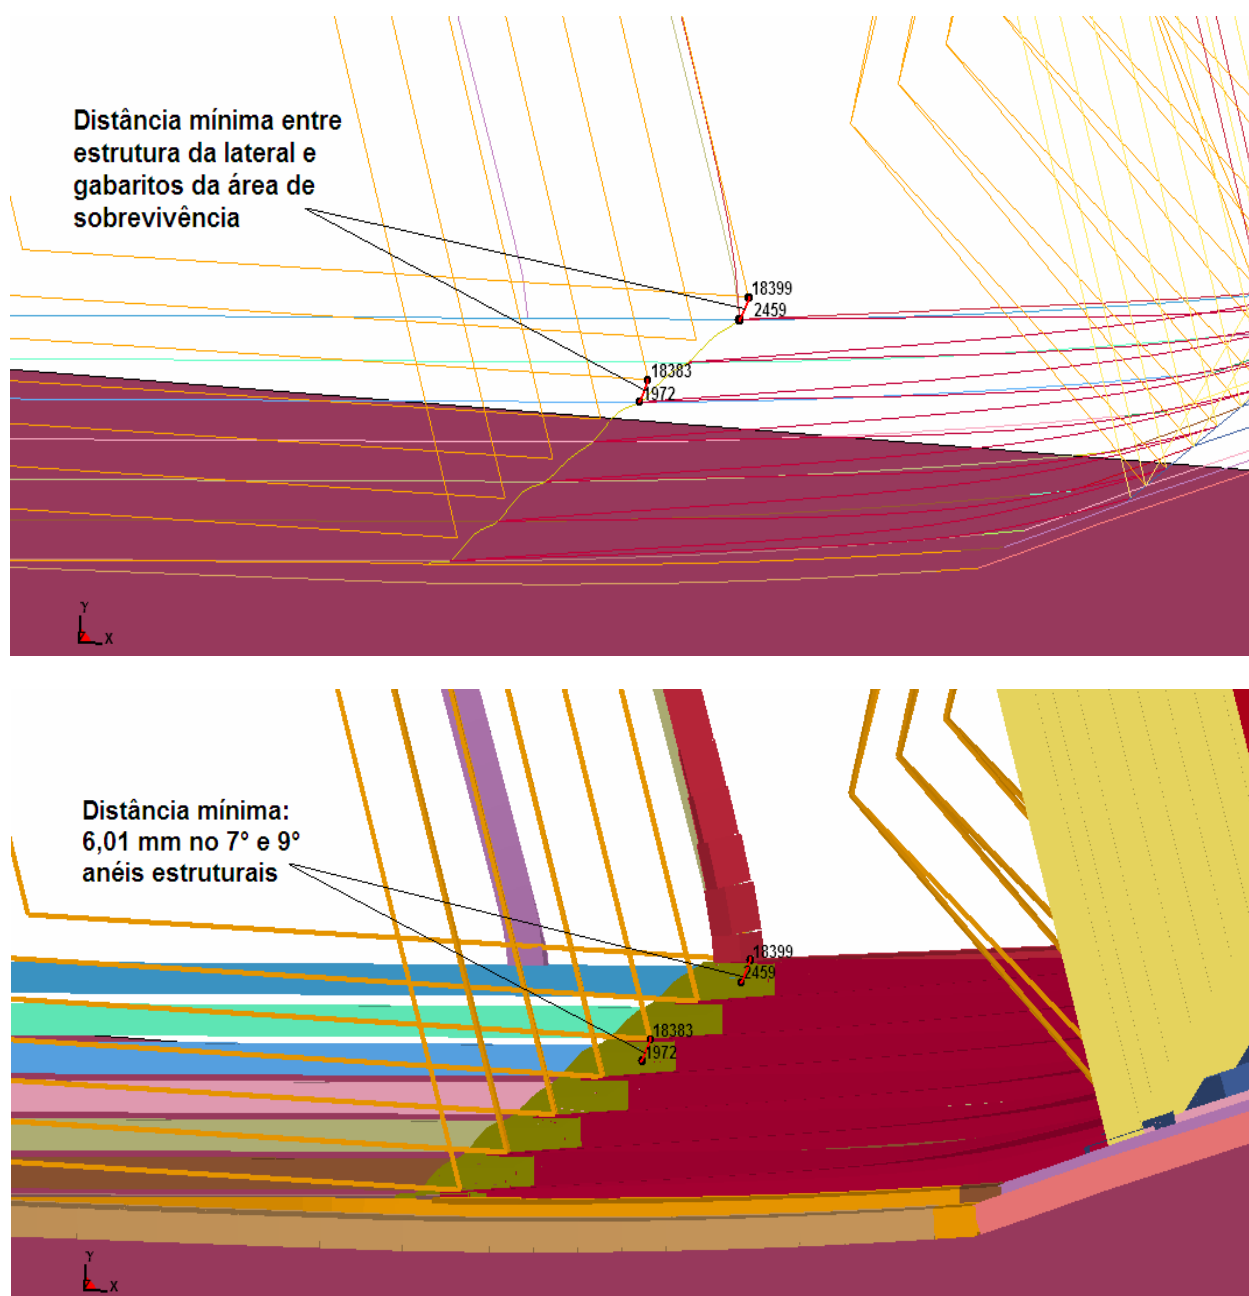 Distância mínima entre
estrutura da lateral e
gabaritos da área de
sobrevivência
18399
2459
18383
1972
Y
X
Distância mínima:
6,01 mm no 7° e 9°
anéis estruturais
18399
2459
18383
1972
Y
X